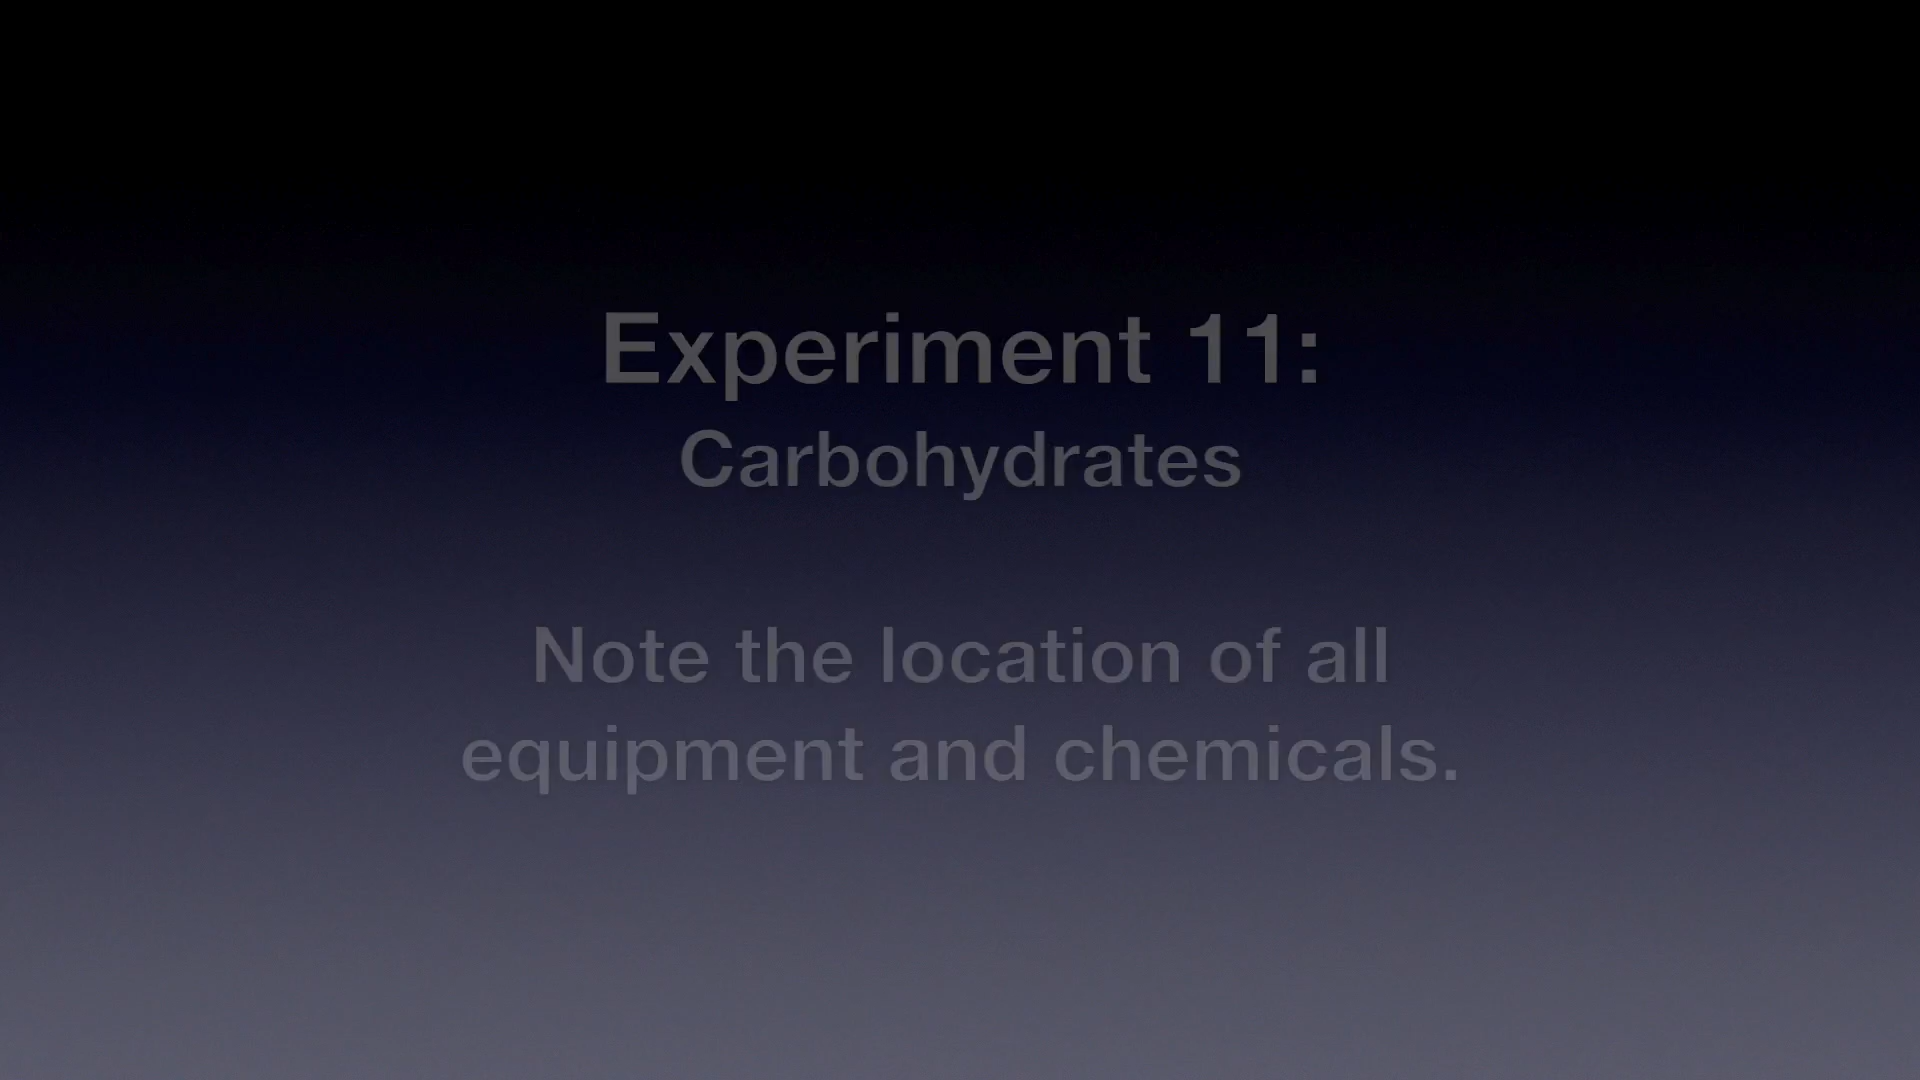 Experiment 11:
Carbohydrates
Note the location of all
equipment and chemicals.